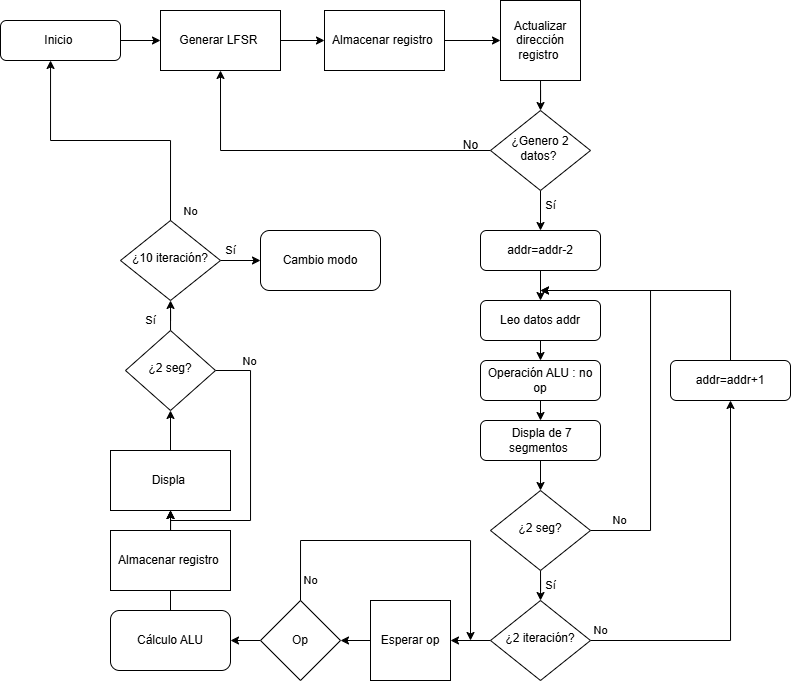 Inicio
Generar LFSR
Almacenar registro
Actualizar
dirección
registro
¿Genero 2
datos?
No
Sí
addr=addr-2
Leo datos addr
Operación ALU : no
op
Displa de 7
segmentos
addr=addr+1
¿2 seg?
No
Sí
¿2 iteración?
No
Esperar op
Op
No
Cálculo ALU
Almacenar registro
Displa
¿2 seg?
No
Sí
¿10 iteración?
No
Sí
Cambio modo